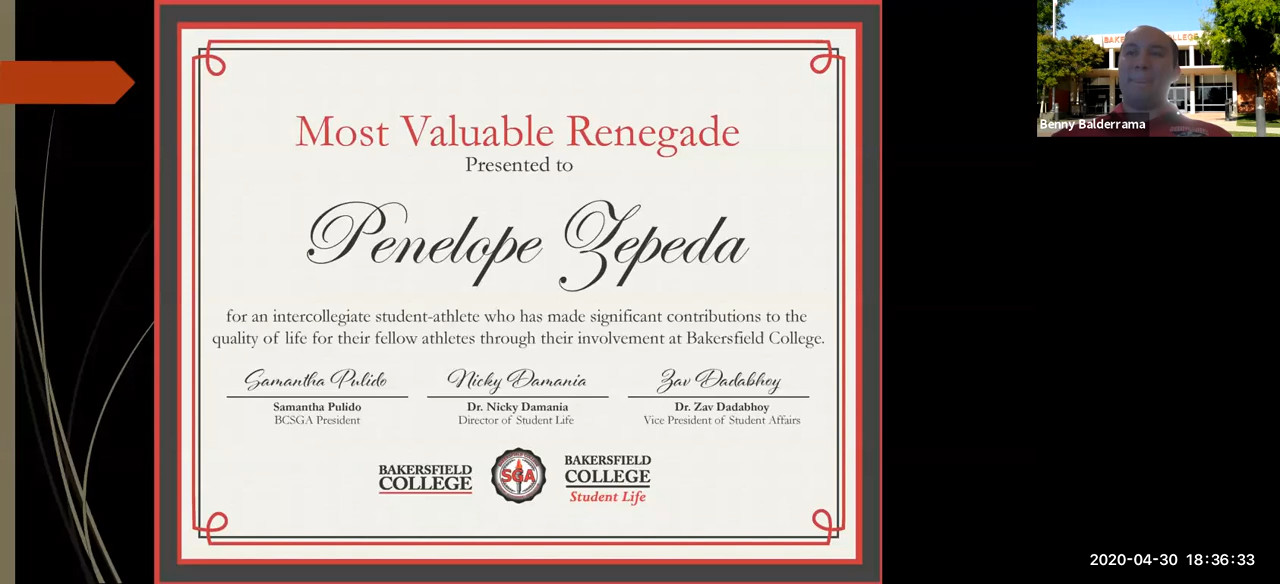 Most Valuable Renegade
Presented to
Penelope Zepeda
for an intercollegiate student-athlete who has made significant contributions to the
quality of life for their fellow athletes through their involvement at Bakersfield College.
Samantha Pulido
Nicky Damania
Zav Dadabhoy
Samantha Pulido
Dr. Nicky Damania
Dr. Zav Dadabhoy
BCSGA President
Director of Student Life
Vice President of Student Affairs
BAKERSFIELD
COLLEGE
SGA
BAKERSFIELD
COLLEGE
Student Life
Benny Balderrama
2020-04-30 18:36:33